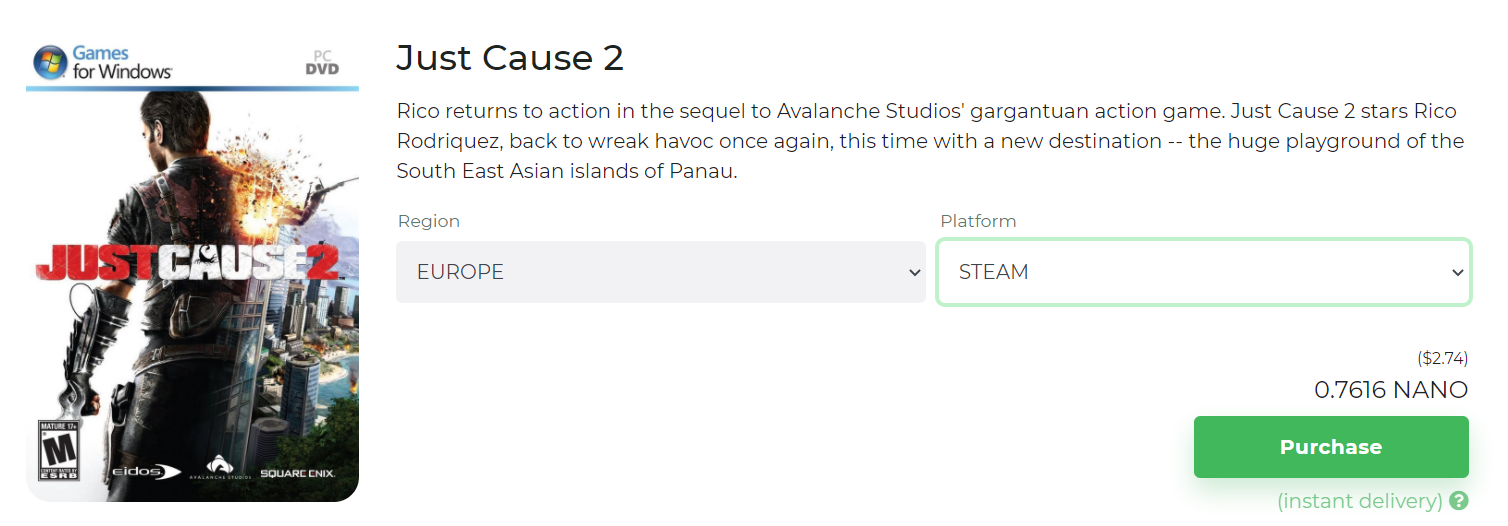 Games
for Windows
PC
DVD
JUST CAUSE 2
MATURE 17+
M
CONTENT RATED BY
ESRB
eidos
AVALANCHE STUDIOS
SQUARE ENIX.
Just Cause 2
Rico returns to action in the sequel to Avalanche Studios' gargantuan action game. Just Cause 2 stars Rico
Rodriquez, back to wreak havoc once again, this time with a new destination -- the huge playground of the
South East Asian islands of Panau.
Region
Platform
EUROPE
STEAM
($2.74)
0.7616 NANO
Purchase
(instant delivery) ?